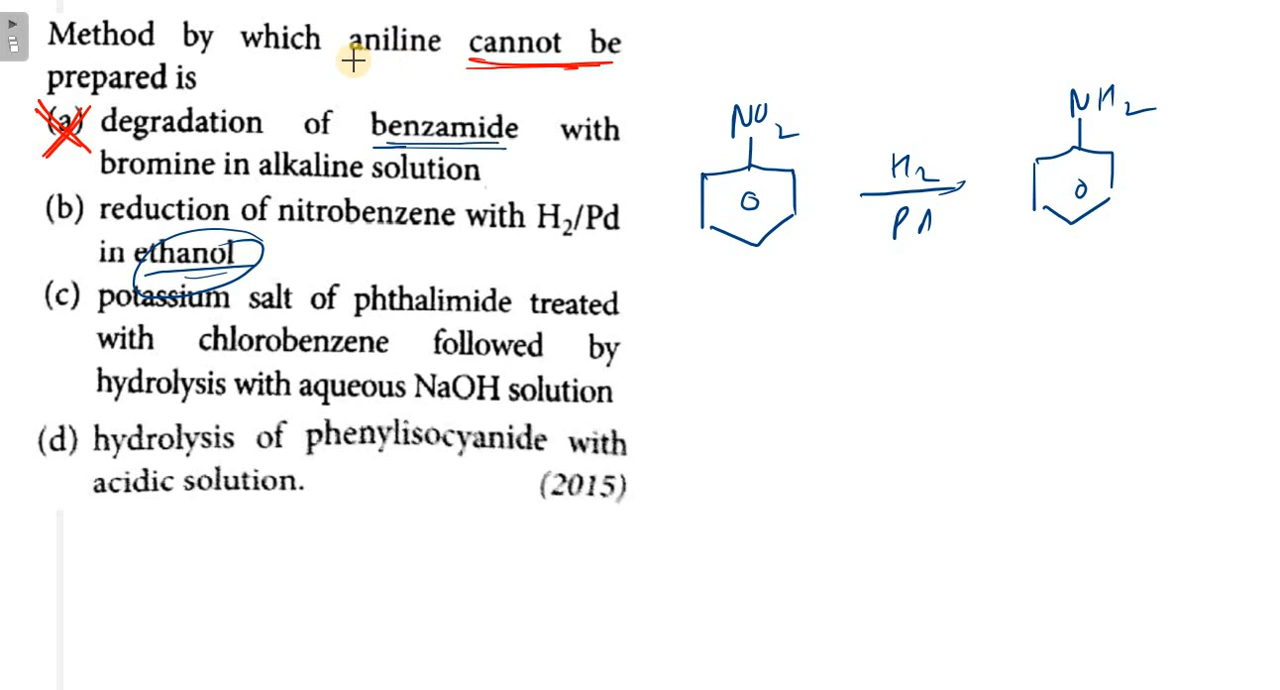 Method by which aniline cannot be
prepared is
(a) degradation of benzamide with
bromine in alkaline solution
(b) reduction of nitrobenzene with H₂/Pd
in ethanol
(c) potassium salt of phthalimide treated
with chlorobenzene followed by
hydrolysis with aqueous NaOH solution
(d) hydrolysis of phenylisocyanide with
acidic solution. (2015)
NO₂
H₂
Pd
NH₂